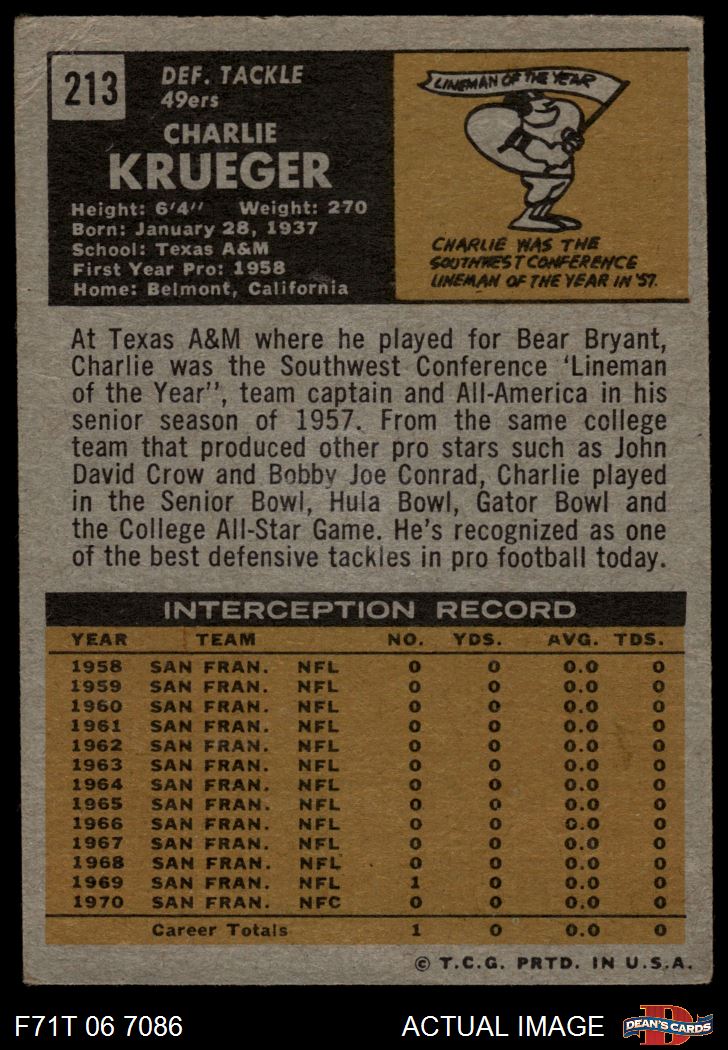 213
DEF. TACKLE
49ers
CHARLIE
KRUEGER
Height: 6'4" Weight: 270
Born: January 28, 1937
School: Texas A&M
First Year Pro: 1958
Home: Belmont, California
LINEMAN OF THE YEAR
CHARLIE WAS THE
SOUTHWEST CONFERENCE
LINEMAN OF THE YEAR IN '57.
At Texas A&M where he played for Bear Bryant,
Charlie was the Southwest Conference 'Lineman
of the Year", team captain and All-America in his
senior season of 1957. From the same college
team that produced other pro stars such as John
David Crow and Bobby Joe Conrad, Charlie played
in the Senior Bowl, Hula Bowl, Gator Bowl and
the College All-Star Game. He's recognized as one
of the best defensive tackles in pro football today.
INTERCEPTION RECORD
YEAR TEAM NO. YDS. AVG. TDS.
1958 SAN FRAN. NFL 0 0 0.0 0
1959 SAN FRAN. NFL 0 0 0.0 0
1960 SAN FRAN. NFL 0 0 0.0 0
1961 SAN FRAN. NFL 0 0 0.0 0
1962 SAN FRAN. NFL 0 0 0.0 0
1963 SAN FRAN. NFL 0 0 0.0 0
1964 SAN FRAN. NFL 0 0 0.0 0
1965 SAN FRAN. NFL 0 0 0.0 0
1966 SAN FRAN. NFL 0 0 0.0 0
1967 SAN FRAN. NFL 0 0 0.0 0
1968 SAN FRAN. NFL 0 0 0.0 0
1969 SAN FRAN. NFL 1 0 0.0 0
1970 SAN FRAN. NFC 0 0 0.0 0
Career Totals 1 0 0.0 0
© T.C.G. PRTD. IN U.S.A.
F71T 06 7086 ACTUAL IMAGE D DEAN'S CARDS